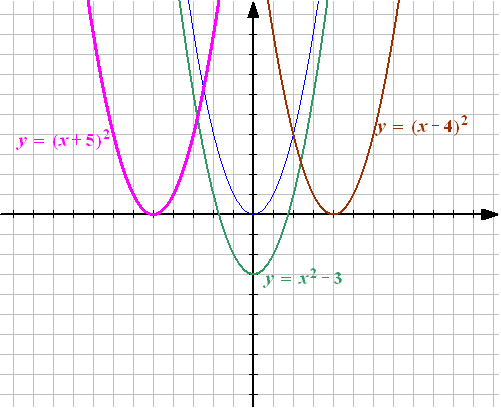 y = (x - 4)²
y = (x + 5)²
y = x² - 3